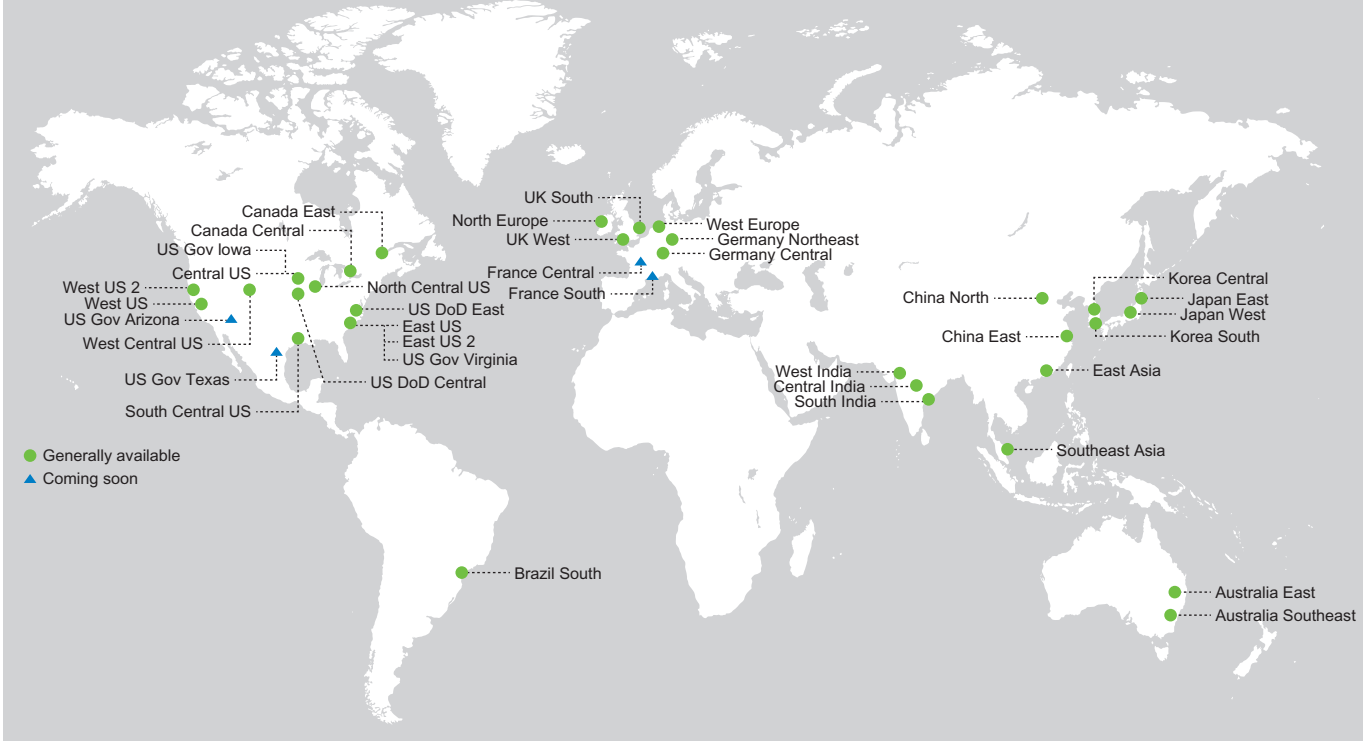 Canada East
Canada Central
US Gov Iowa
Central US
West US 2
West US
US Gov Arizona
West Central US
US Gov Texas
South Central US
North Central US
US DoD East
East US
East US 2
US Gov Virginia
US DoD Central
Generally available
Coming soon
Brazil South
UK South
North Europe
UK West
West Europe
Germany Northeast
Germany Central
France Central
France South
China North
China East
Korea Central
Japan East
Japan West
Korea South
East Asia
West India
Central India
South India
Southeast Asia
Australia East
Australia Southeast